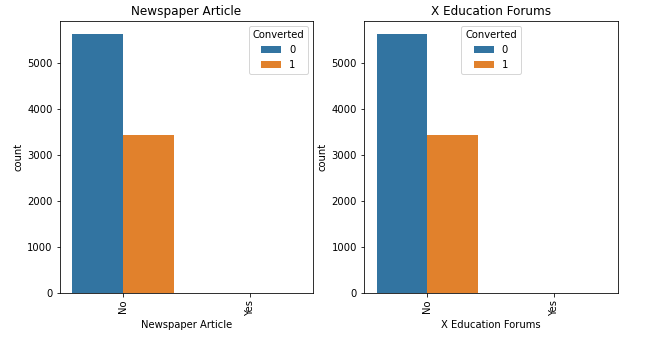 Newspaper Article
Converted
0
1
5000
4000
3000
2000
1000
0
count
No
Yes
Newspaper Article
X Education Forums
Converted
0
1
5000
4000
3000
2000
1000
0
count
No
Yes
X Education Forums